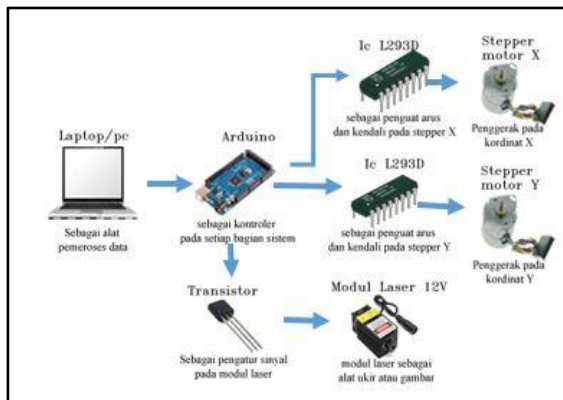 Ic L293D
sebagai penguat arus
dan kendali pada stepper X
Stepper
motor X
Penggerak pada
kordinat X
Laptop/pc
Sebagai alat
pemeroses data
Arduino
sebagai kontroler
pada setiap bagian sistem
Ic L293D
sebagai penguat arus
dan kendali pada stepper Y
Stepper
motor Y
Penggerak pada
kordinat Y
Transistor
Sebagai pengatur sinyal
pada modul laser
Modul Laser 12V
modul laser sebagai
alat ukir atau gambar